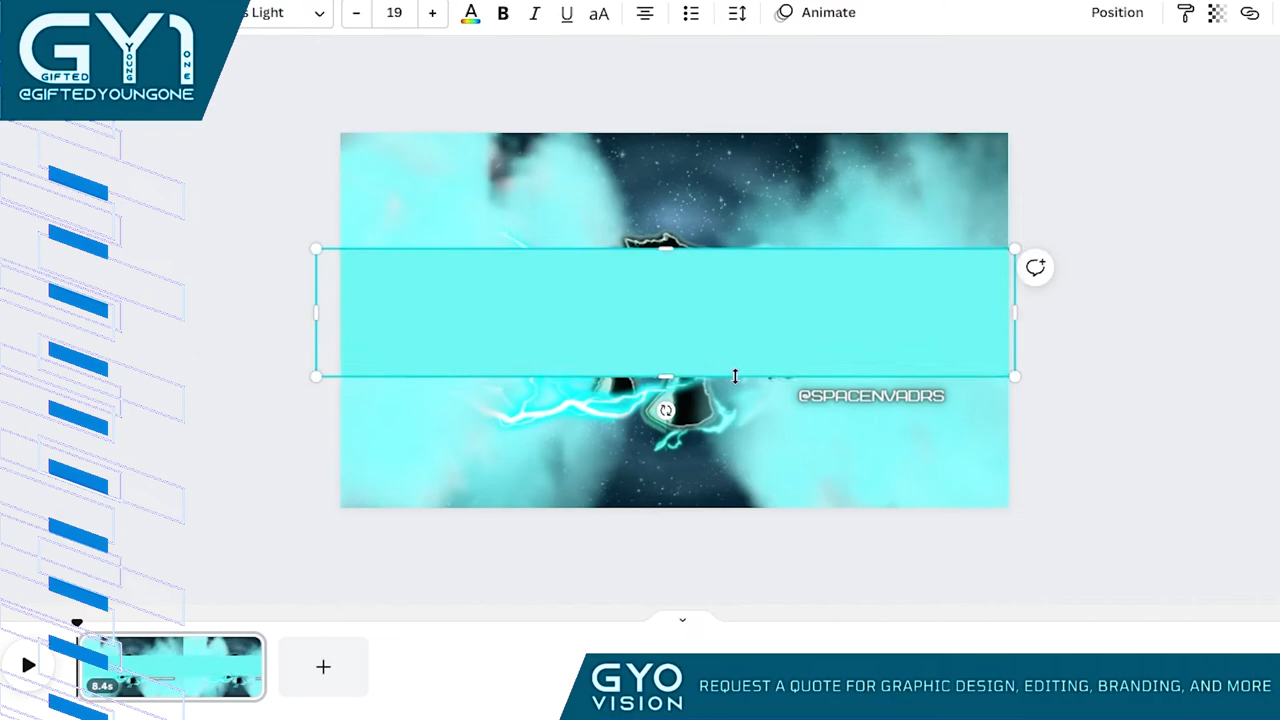 s Light
19
A
B
I
U
aA
Animate
Position
GY1
GIFTED
YOUNG
ONE
@GIFTEDYOUNGONE
@SPACENVADRS
8.4s
GYO
VISION
REQUEST A QUOTE FOR GRAPHIC DESIGN, EDITING, BRANDING, AND MORE